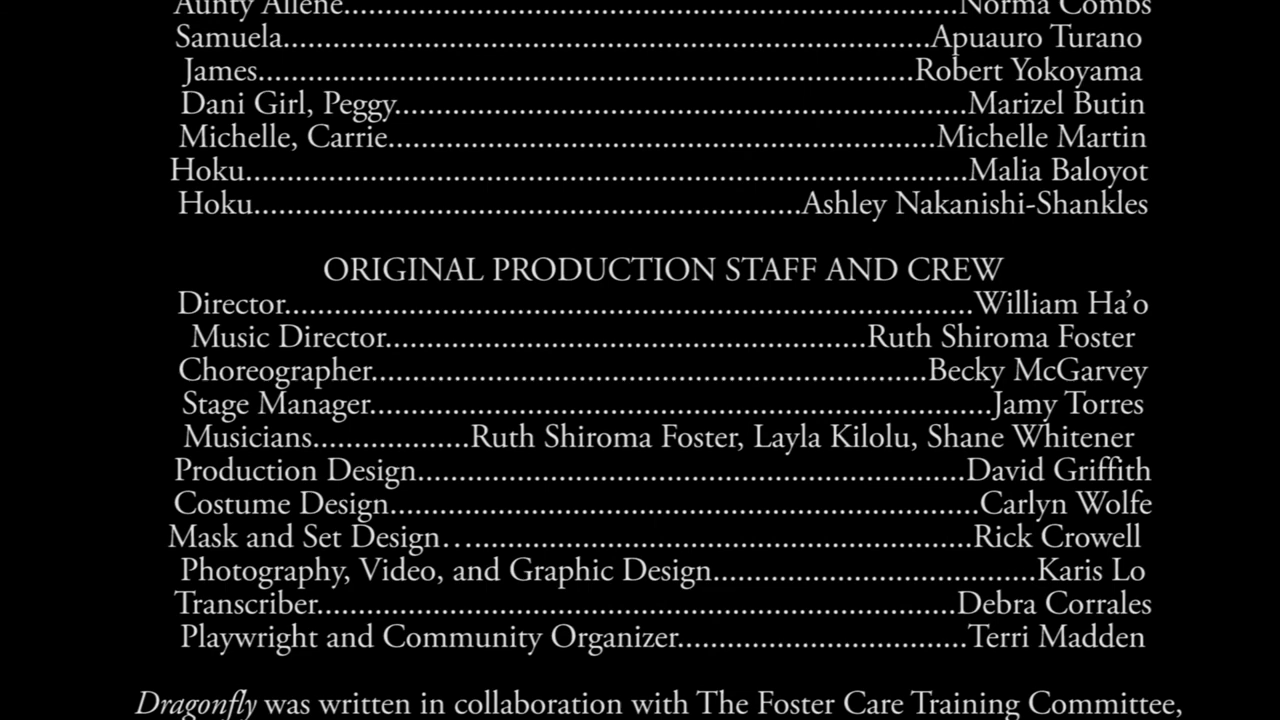 Aunty Allene..........................................................................Norma Combs
Samuela..............................................................................Apuauro Turano
James...............................................................................Robert Yokoyama
Dani Girl, Peggy.....................................................................Marizel Butin
Michelle, Carrie..................................................................Michelle Martin
Hoku.......................................................................................Malia Baloyot
Hoku..................................................................Ashley Nakanishi-Shankles
ORIGINAL PRODUCTION STAFF AND CREW
Director...................................................................................William Ha’o
Music Director..........................................................Ruth Shiroma Foster
Choreographer...................................................................Becky McGarvey
Stage Manager...........................................................................Jamy Torres
Musicians...................Ruth Shiroma Foster, Layla Kilolu, Shane Whitener
Production Design..................................................................David Griffith
Costume Design.......................................................................Carlyn Wolfe
Mask and Set Design…............................................................Rick Crowell
Photography, Video, and Graphic Design.......................................Karis Lo
Transcriber.............................................................................Debra Corrales
Playwright and Community Organizer...................................Terri Madden
Dragonfly was written in collaboration with The Foster Care Training Committee,